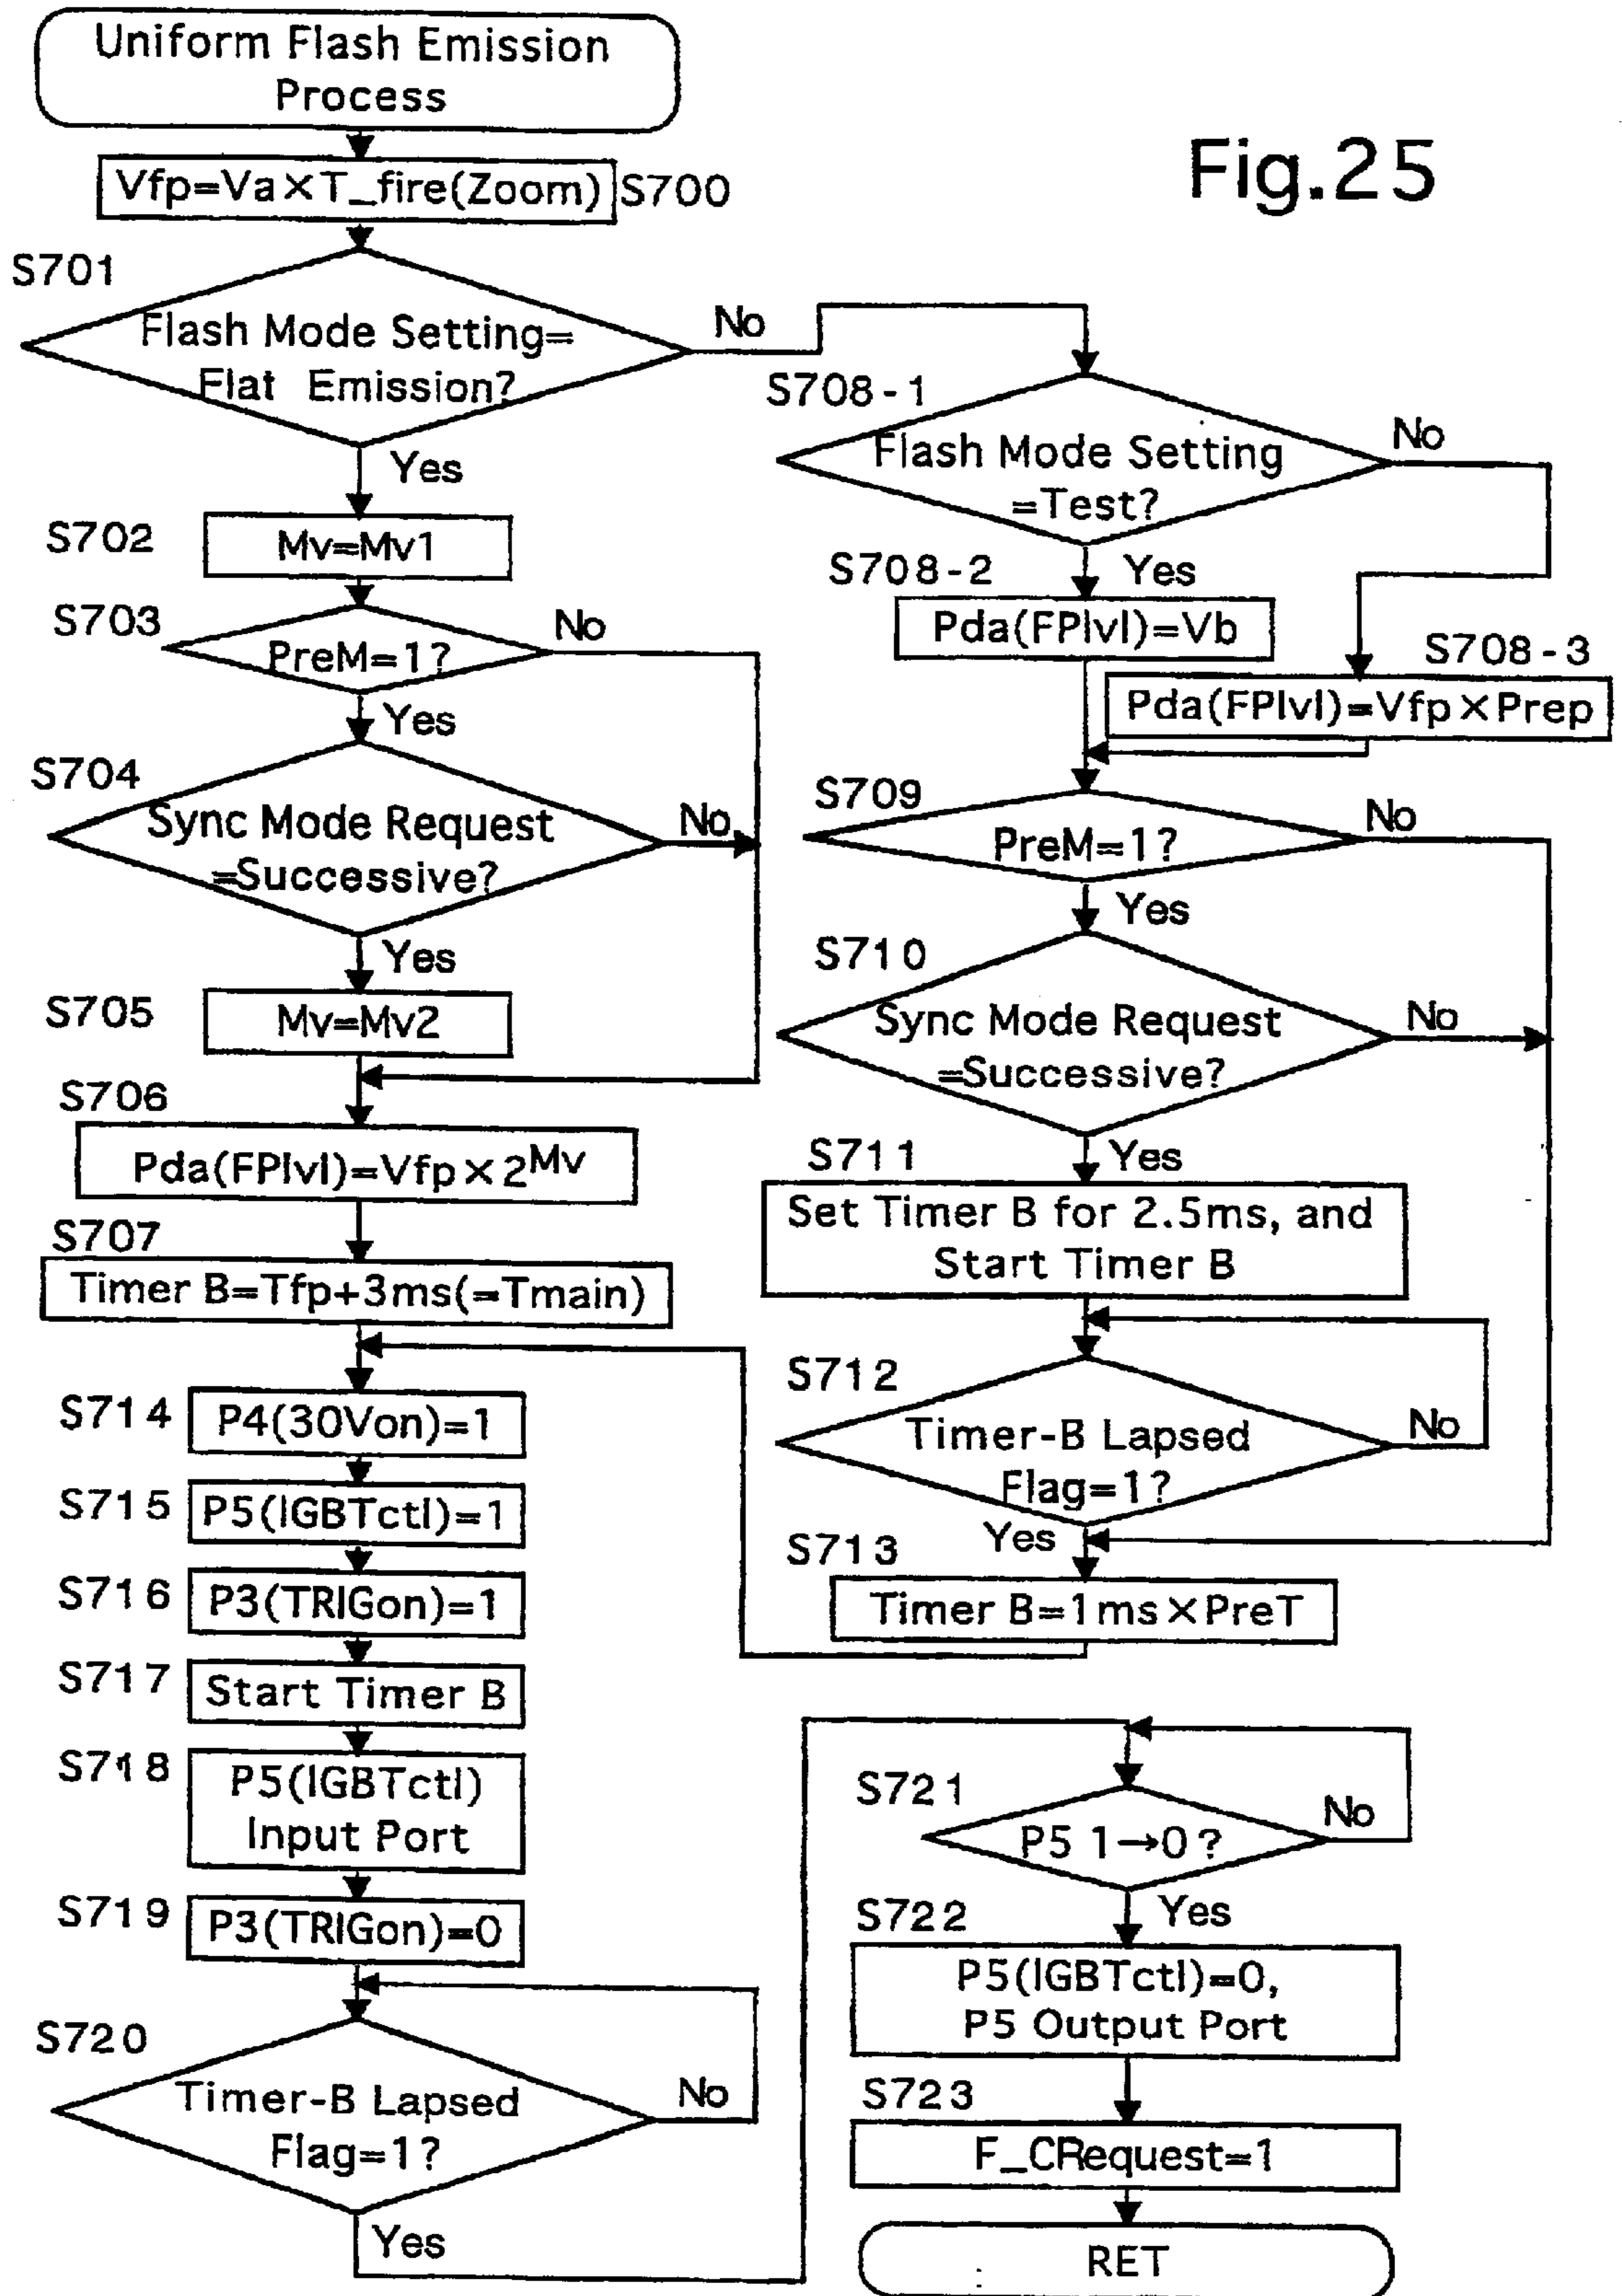 Uniform Flash Emission
Process
Fig.25
Vfp=Va×T_fire(Zoom)
S700
S701
Flash Mode Setting=
Flat Emission?
No
Yes
S702
Mv=Mv1
S703
PreM=1?
No
Yes
S704
Sync Mode Request
=Successive?
No
Yes
S705
Mv=Mv2
S706
Pda(FPlvl)=Vfp×2^Mv
S707
Timer B=Tfp+3ms(=Tmain)
S708-1
Flash Mode Setting
=Test?
No
Yes
S708-2
Pda(FPlvl)=Vb
S708-3
Pda(FPlvl)=Vfp×Prep
S709
PreM=1?
No
Yes
S710
Sync Mode Request
=Successive?
No
Yes
S711
Set Timer B for 2.5ms, and
Start Timer B
S712
Timer-B Lapsed
Flag=1?
No
Yes
S713
Timer B=1ms×PreT
S714
P4(30Von)=1
S715
P5(IGBTctl)=1
S716
P3(TRIGon)=1
S717
Start Timer B
S718
P5(IGBTctl)
Input Port
S719
P3(TRIGon)=0
S720
Timer-B Lapsed
Flag=1?
No
Yes
S721
P5 1→0?
No
Yes
S722
P5(IGBTctl)=0,
P5 Output Port
S723
F_CRequest=1
RET